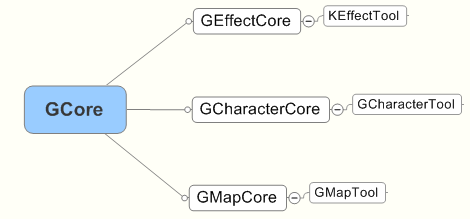 GEffectCore
KEffectTool
GCore
GCharacterCore
GCharacterTool
GMapCore
GMapTool